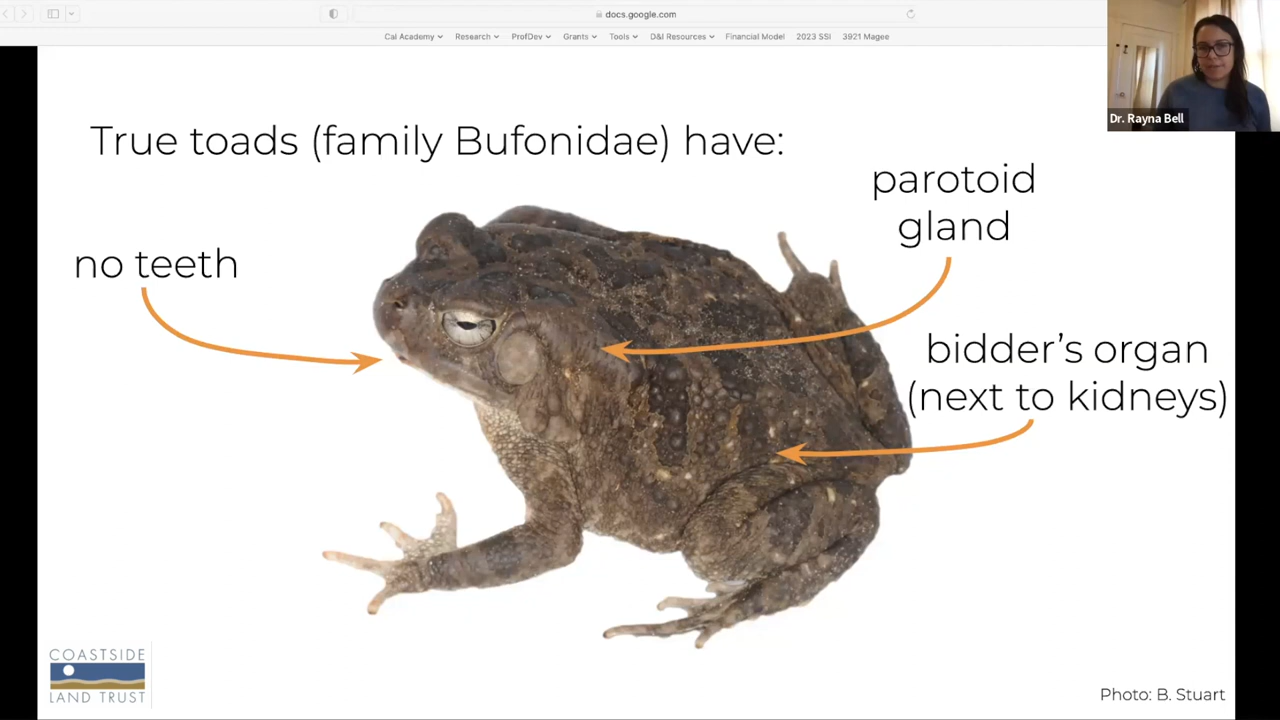 docs.google.com
Cal Academy Research ProfDev Grants Tools D&I Resources Financial Model 2023 SSI 3921 Magee
Dr. Rayna Bell
True toads (family Bufonidae) have:
parotoid
gland
no teeth
bidder's organ
(next to kidneys)
COASTSIDE
LAND TRUST
Photo: B. Stuart